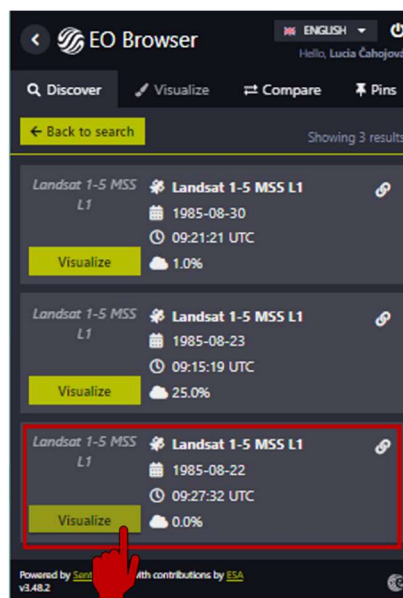 EO Browser
ENGLISH
Hello, Lucia Čahojová
Discover
Visualize
Compare
Pins
Back to search
Showing 3 results
Landsat 1-5 MSS L1
Landsat 1-5 MSS L1
1985-08-30
09:21:21 UTC
Visualize
1.0%
Landsat 1-5 MSS L1
Landsat 1-5 MSS L1
1985-08-23
09:15:19 UTC
Visualize
25.0%
Landsat 1-5 MSS L1
Landsat 1-5 MSS L1
1985-08-22
09:27:32 UTC
Visualize
0.0%
Powered by with contributions by ESA
v3.48.2